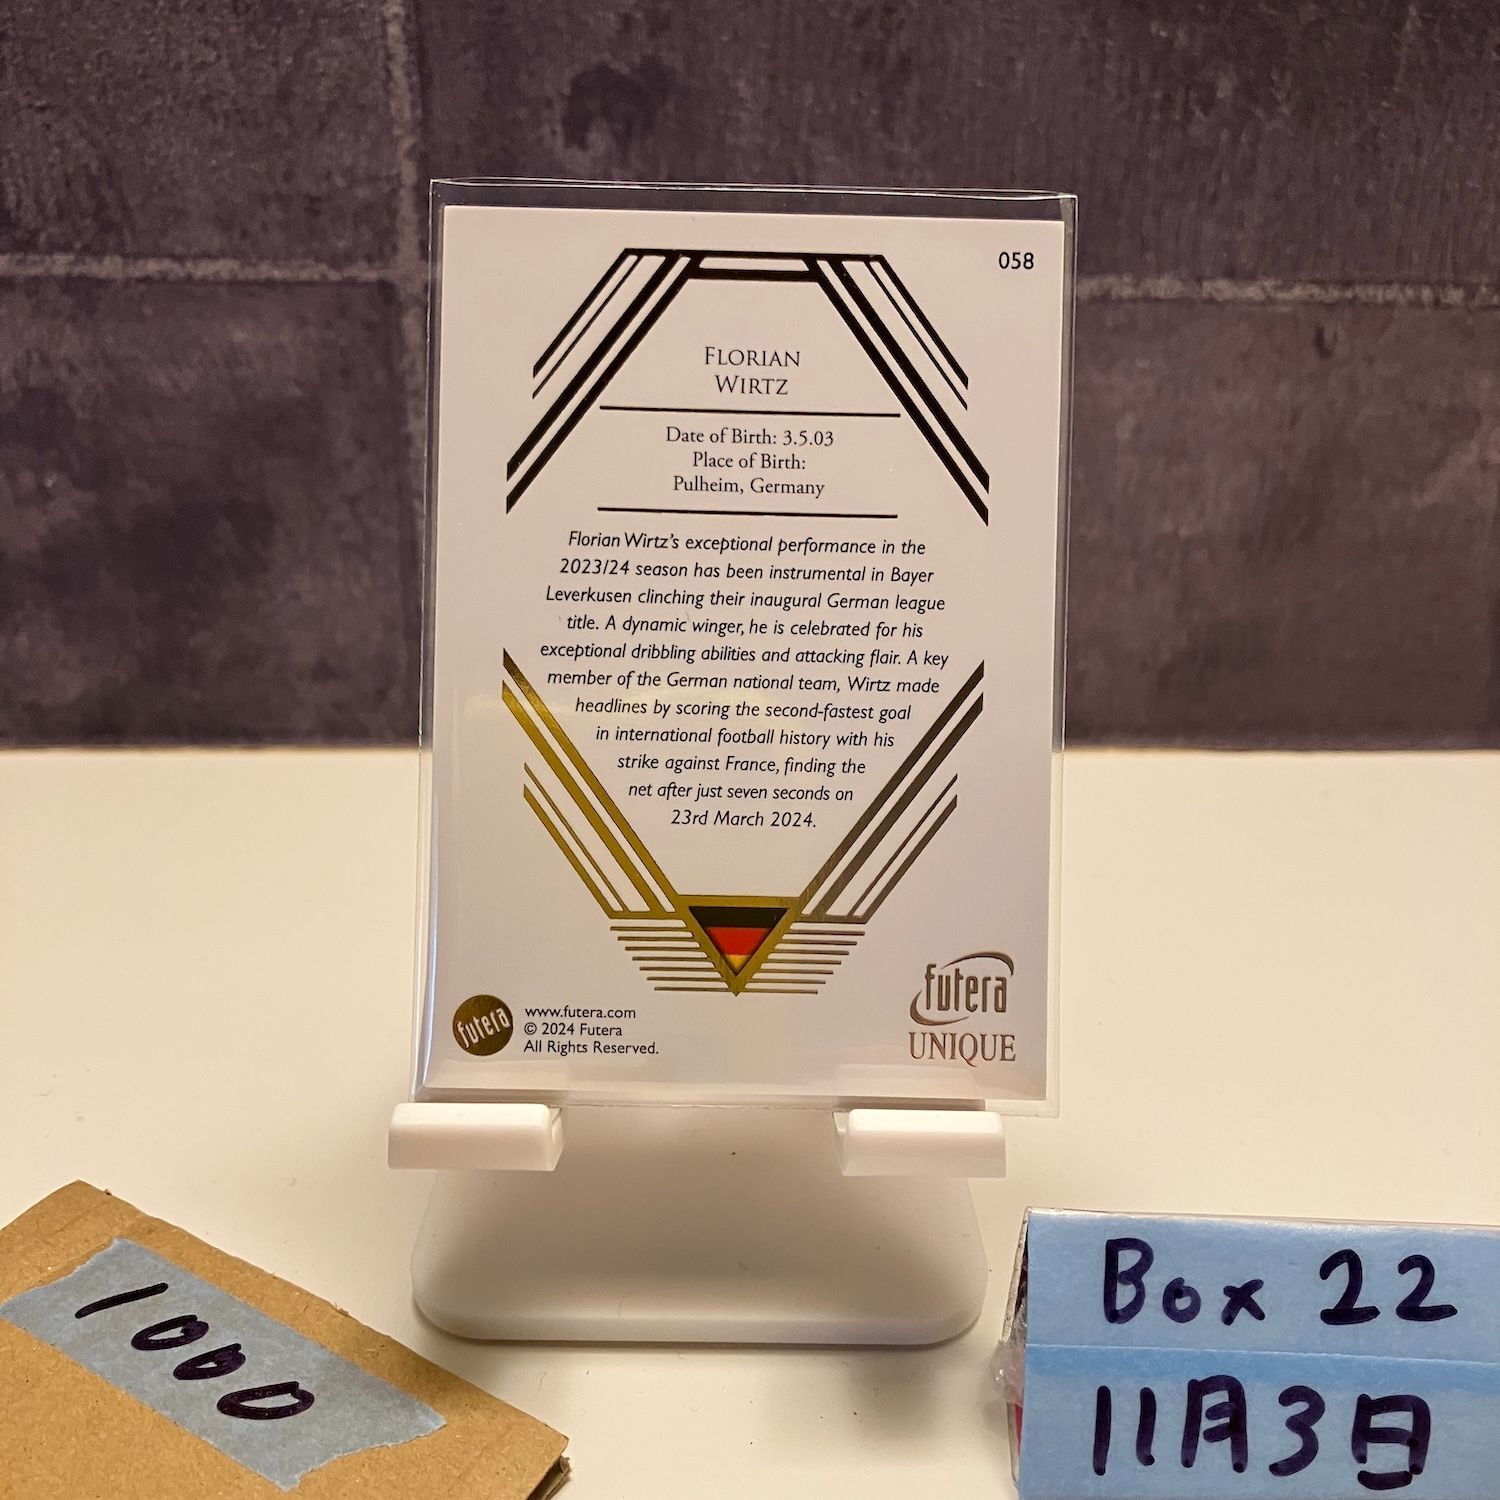 058
FLORIAN
WIRTZ
Date of Birth: 3.5.03
Place of Birth:
Pulheim, Germany
Florian Wirtz's exceptional performance in the
2023/24 season has been instrumental in Bayer
Leverkusen clinching their inaugural German league
title. A dynamic winger, he is celebrated for his
exceptional dribbling abilities and attacking flair. A key
member of the German national team, Wirtz made
headlines by scoring the second-fastest goal
in international football history with his
strike against France, finding the
net after just seven seconds on
23rd March 2024.
futera
www.futera.com
© 2024 Futera
All Rights Reserved.
futera
UNIQUE
1000
Box 22
11月3日